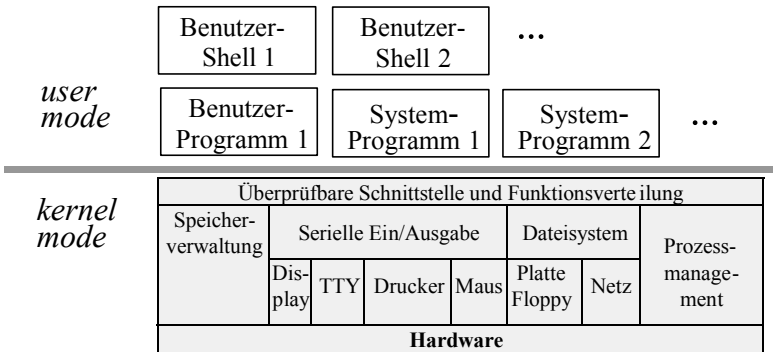 Benutzer-
Shell 1
Benutzer-
Shell 2
...
user
mode
Benutzer-
Programm 1
System-
Programm 1
System-
Programm 2
...
kernel
mode
Überprüfbare Schnittstelle und Funktionsverte ilung
Speicher-
verwaltung
Serielle Ein/Ausgabe
Dateisystem
Prozess-
manage-
ment
Dis-
play
TTY
Drucker
Maus
Platte
Floppy
Netz
Hardware